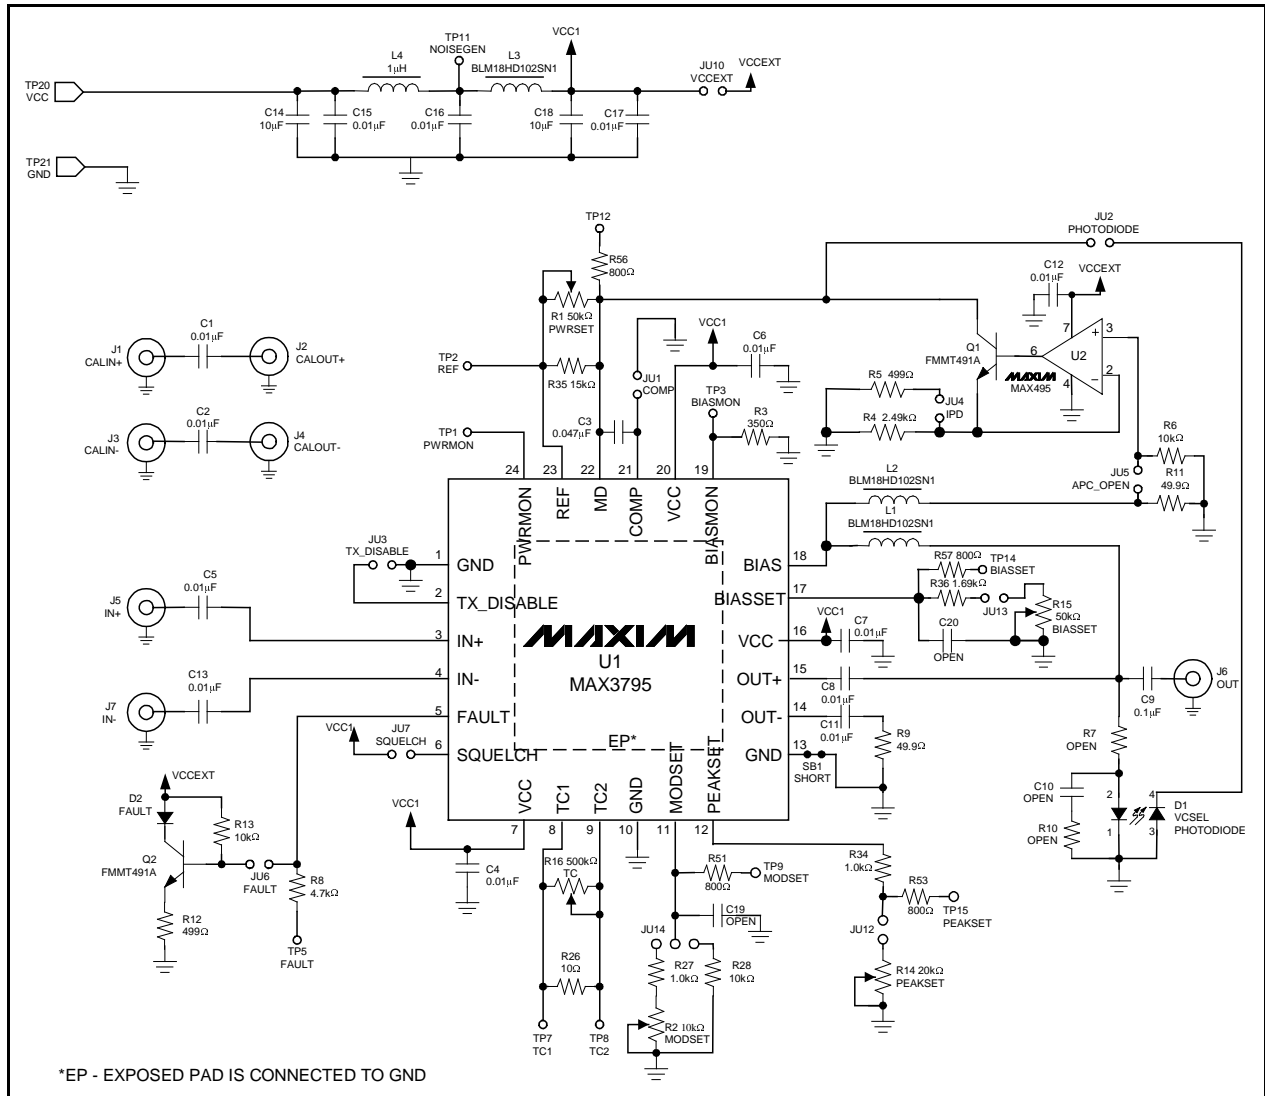 TP20
VCC
TP21
GND
L4
1μH
TP11
NOISEGEN
L3
BLM18HD102SN1
VCC1
JU10
VCCEXT
VCCEXT
C14
10μF
C15
0.01μF
C16
0.01μF
C18
10μF
C17
0.01μF
TP12
R56
800Ω
R1 50kΩ
PWRSET
R35 15kΩ
TP2
REF
TP1
PWRMON
JU1
COMP
C3
0.047μF
VCC1
C6
0.01μF
TP3
BIASMON
R3
350Ω
JU2
PHOTODIODE
C12
0.01μF
VCCEXT
Q1
FMMT491A
7
6
3
2
4
+
−
U2
MAXIM
MAX495
R5 499Ω
R4 2.49kΩ
JU4
IPD
R6
10kΩ
R11
49.9Ω
JU5
APC_OPEN
L2
BLM18HD102SN1
L1
BLM18HD102SN1
J1
CALIN+
C1
0.01μF
J2
CALOUT+
J3
CALIN-
C2
0.01μF
J4
CALOUT-
24
23
22
21
20
19
PWRMON
REF
MD
COMP
VCC
BIASMON
JU3
TX_DISABLE
1
GND
2
TX_DISABLE
3
IN+
4
IN-
5
FAULT
6
SQUELCH
J5
IN+
C5
0.01μF
J7
IN-
C13
0.01μF
VCC1
JU7
SQUELCH
MAXIM
U1
MAX3795
EP*
BIAS
18
BIASSET
17
VCC
16
OUT+
15
OUT-
14
GND
13
R57 800Ω
TP14
BIASSET
R36 1.69kΩ
JU13
R15
50kΩ
BIASSET
C20
OPEN
VCC1
C7
0.01μF
C8
0.01μF
C11
0.01μF
R9
49.9Ω
SB1
SHORT
C9
0.1μF
J6
OUT
R7
OPEN
C10
OPEN
R10
OPEN
2
1
4
3
D1
VCSEL
PHOTODIODE
VCC
TC1
TC2
GND
MODSET
PEAKSET
7
8
9
10
11
12
VCCEXT
D2
FAULT
R13
10kΩ
Q2
FMMT491A
JU6
FAULT
R8
4.7kΩ
R12
499Ω
TP5
FAULT
VCC1
C4
0.01μF
R16 500kΩ
TC
R26
10Ω
TP7
TC1
TP8
TC2
R51
800Ω
TP9
MODSET
C19
OPEN
JU14
R27
1.0kΩ
R28
10kΩ
R2 10kΩ
MODSET
R34
1.0kΩ
R53
800Ω
TP15
PEAKSET
JU12
R14 20kΩ
PEAKSET
*EP - EXPOSED PAD IS CONNECTED TO GND